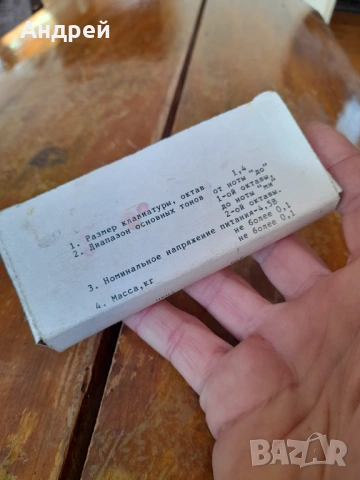 Андрей
1. Размер клавиатуры, октав 1,4
2. Диапазон основных тонов от ноты "до"
1-ой октавы,
до ноты "ми"
2-ой октавы.
3. Номинальное напряжение питания-4,5В
не более 0,1
4. Масса,кг не более 0,1
BAZAR
bg